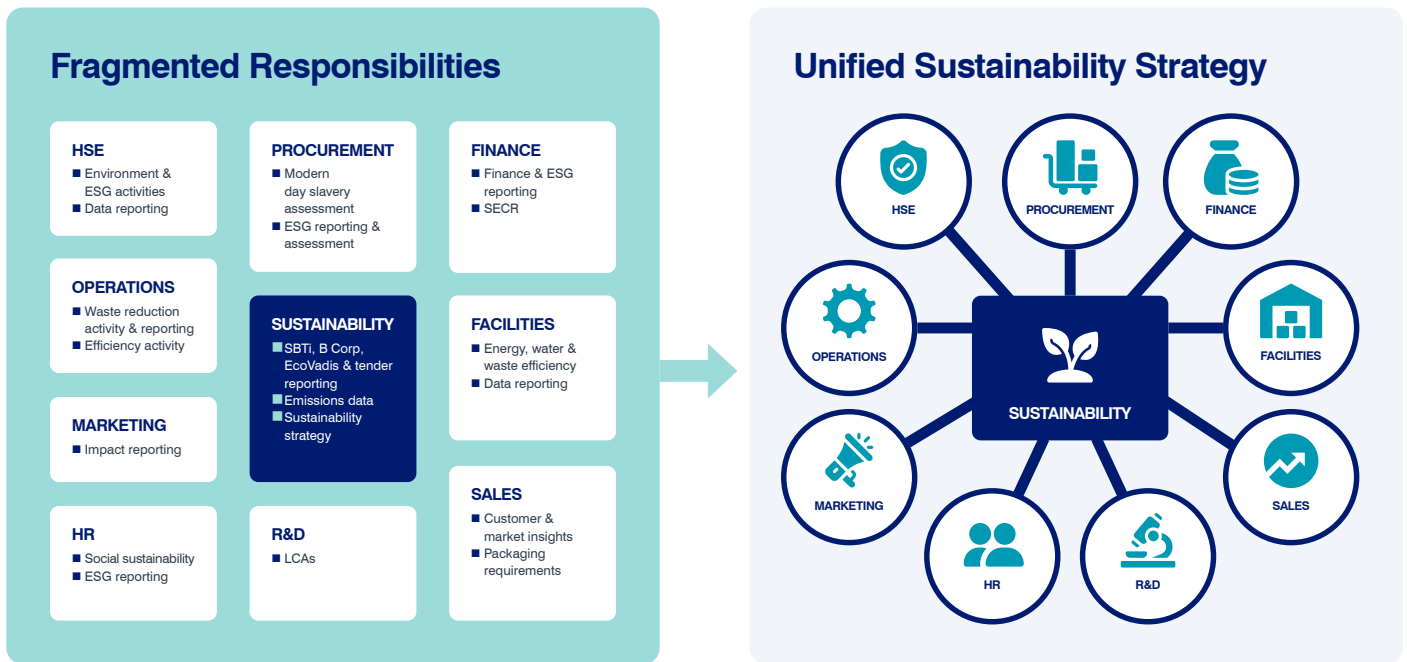 Fragmented Responsibilities
HSE
Environment &
ESG activities
Data reporting
OPERATIONS
Waste reduction
activity & reporting
Efficiency activity
MARKETING
Impact reporting
HR
Social sustainability
ESG reporting
PROCUREMENT
Modern
day slavery
assessment
ESG reporting &
assessment
SUSTAINABILITY
SBTi, B Corp,
EcoVadis & tender
reporting
Emissions data
Sustainability
strategy
R&D
LCAs
FINANCE
Finance & ESG
reporting
SECR
FACILITIES
Energy, water &
waste efficiency
Data reporting
SALES
Customer &
market insights
Packaging
requirements
Unified Sustainability Strategy
HSE
PROCUREMENT
FINANCE
OPERATIONS
FACILITIES
SUSTAINABILITY
MARKETING
SALES
HR
R&D